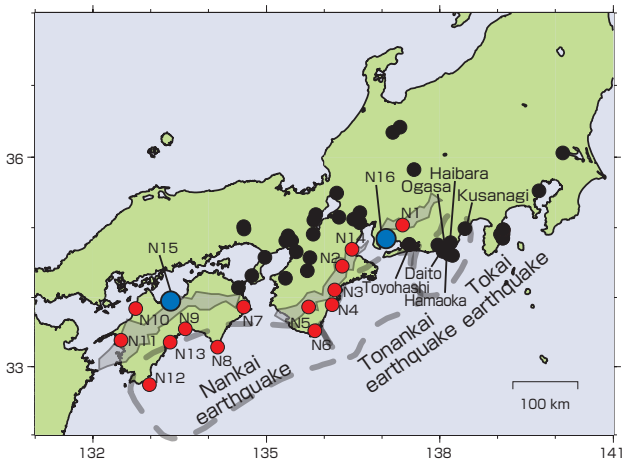 36
33
132
135
138
141
N16
Haibara
Ogasa
Kusanagi
N1
N15
N14
N2
Daito
Toyohashi
Hamaoka
N3
N4
N5
N6
N7
N10
N9
N11
N13
N8
N12
Tokai
earthquake
Tonankai
earthquake
Nankai
earthquake
100 km